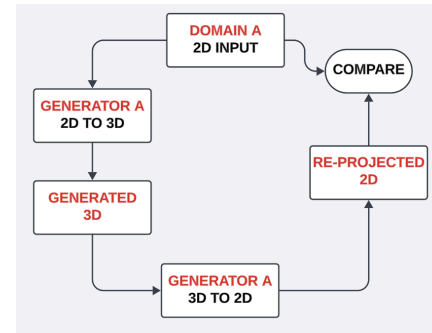 DOMAIN A
2D INPUT
COMPARE
GENERATOR A
2D TO 3D
RE-PROJECTED
2D
GENERATED
3D
GENERATOR A
3D TO 2D